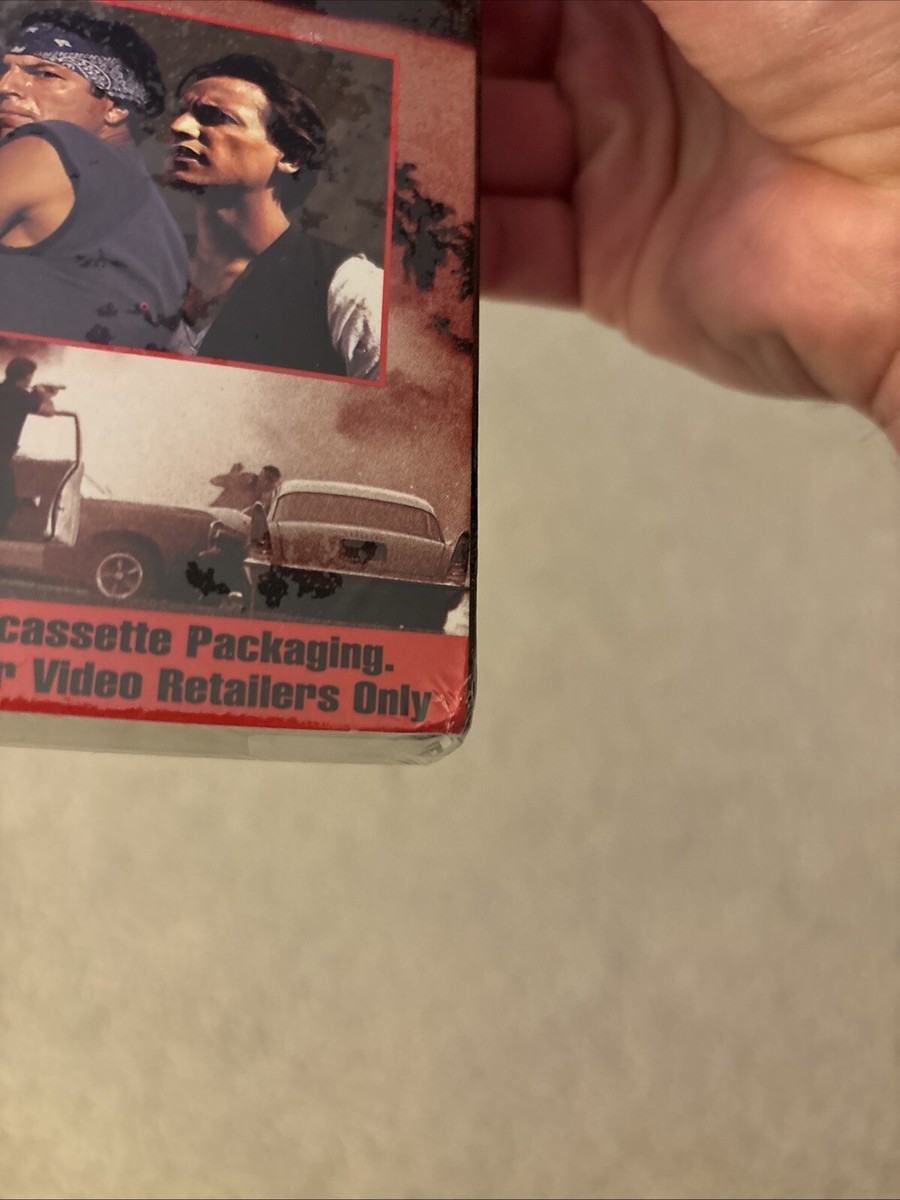 cassette Packaging.
r Video Retailers Only